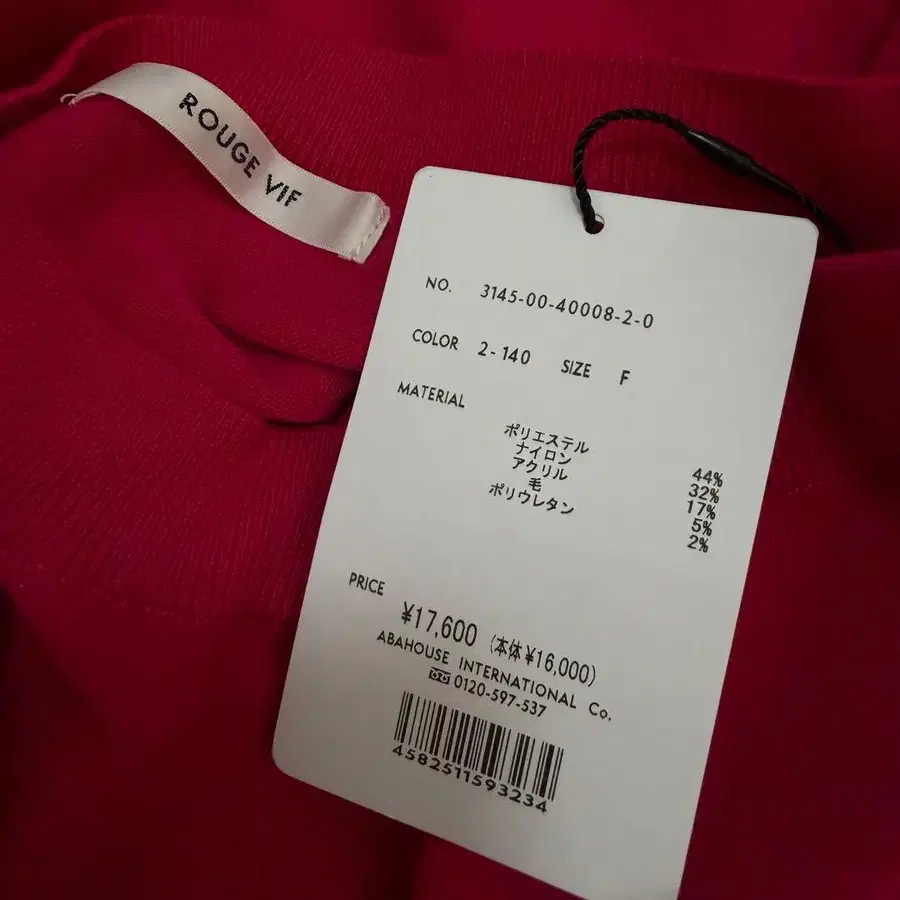 ROUGE VIF
NO. 3145-00-40008-2-0
COLOR 2-140 SIZE F
MATERIAL
ポリエステル 44%
ナイロン 32%
アクリル 17%
毛 5%
ポリウレタン 2%
PRICE
¥17,600 (本体¥16,000)
ABAHOUSE INTERNATIONAL Co.
0120-597-537
4582511593234